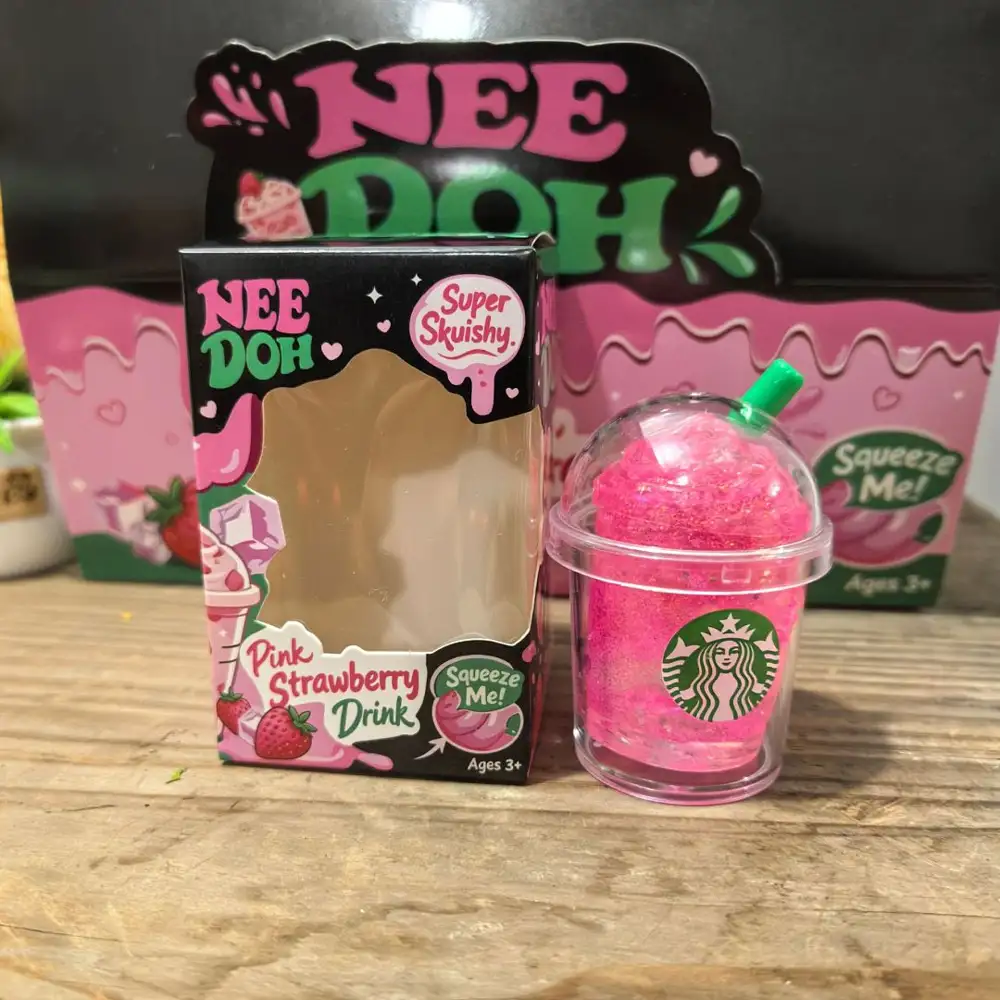 NEE
DOH
NEE
DOH
Super
Skuishy.
Pink
Strawberry
Drink
Squeeze
Me!
Ages 3+
Squeeze
Me!
Ages 3+